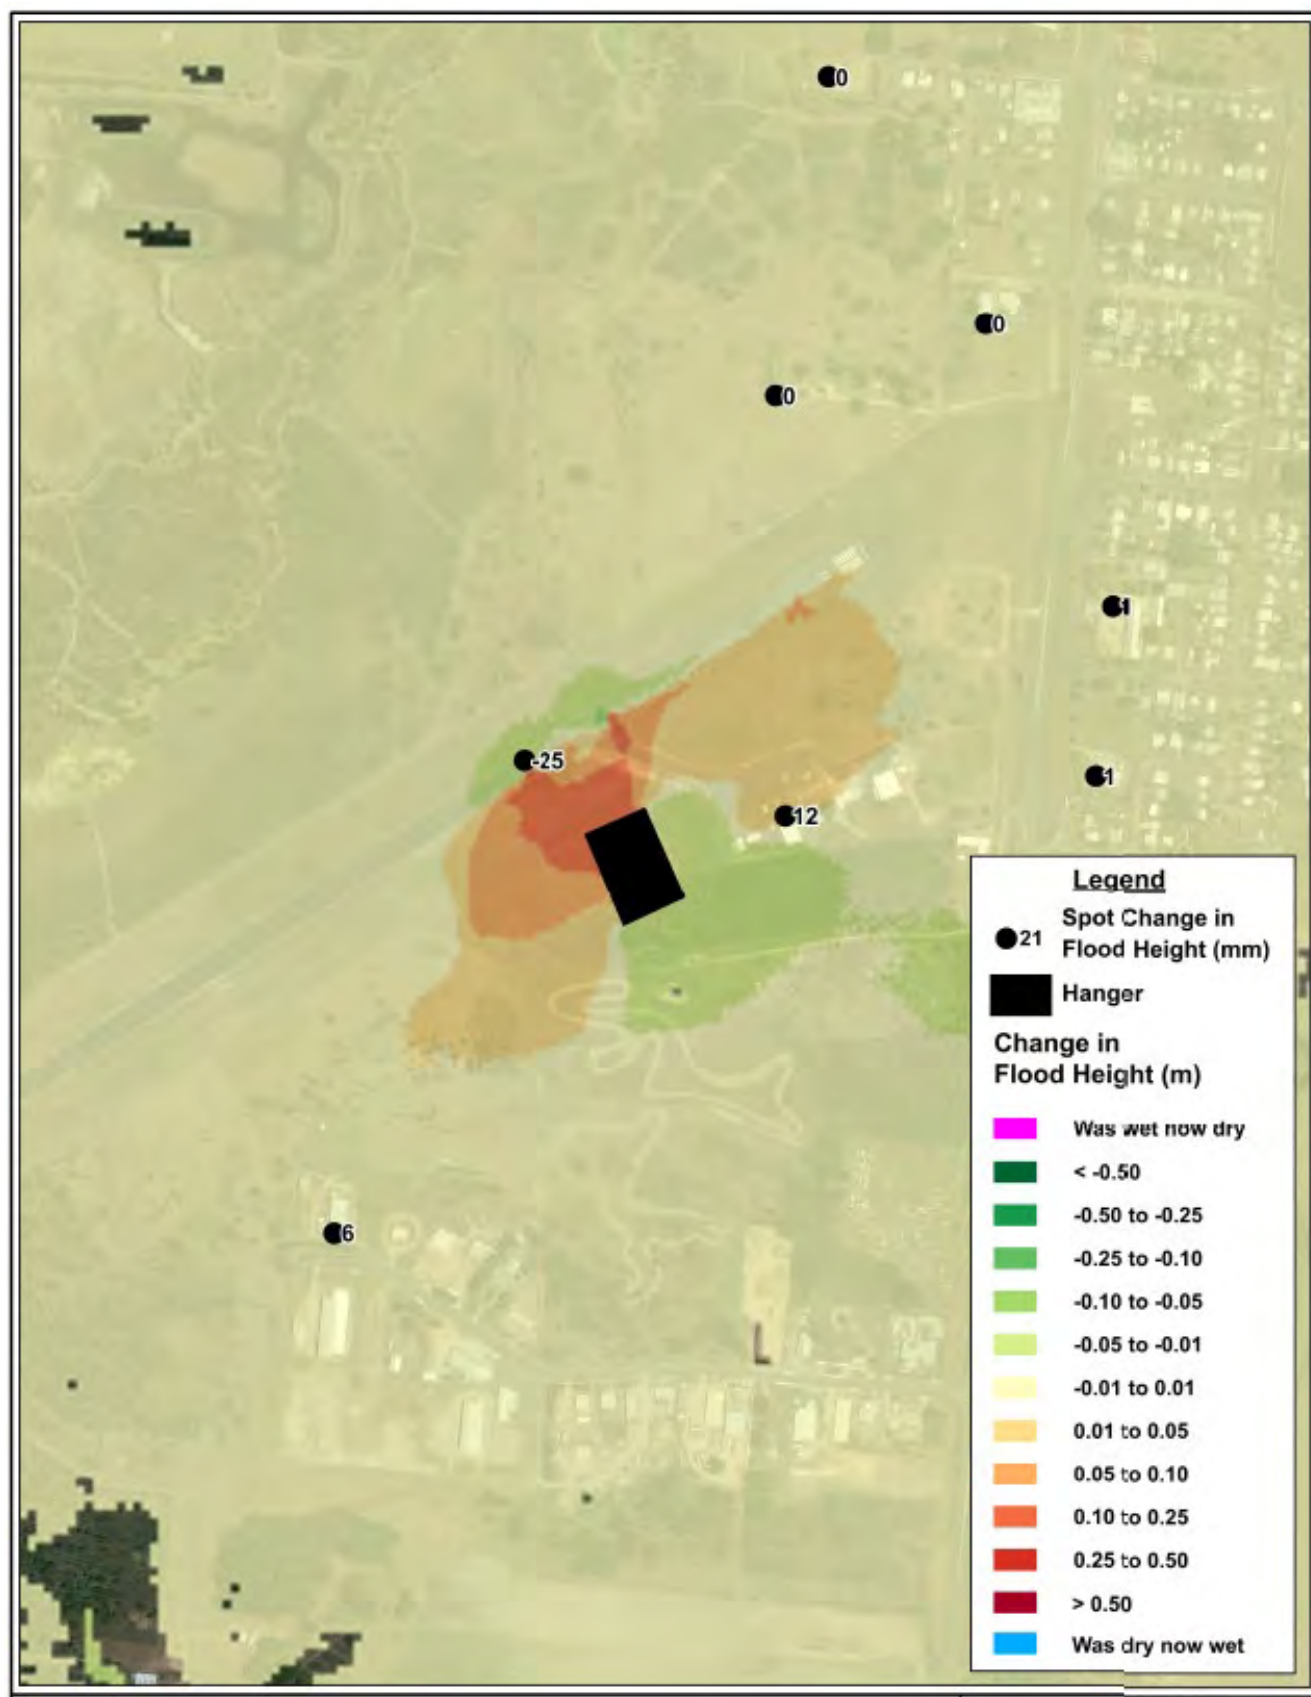 0
0
0
1
-25
1
12
6
Legend
21 Spot Change in
Flood Height (mm)
Hanger
Change in
Flood Height (m)
Was wet now dry
< -0.50
-0.50 to -0.25
-0.25 to -0.10
-0.10 to -0.05
-0.05 to -0.01
-0.01 to 0.01
0.01 to 0.05
0.05 to 0.10
0.10 to 0.25
0.25 to 0.50
> 0.50
Was dry now wet